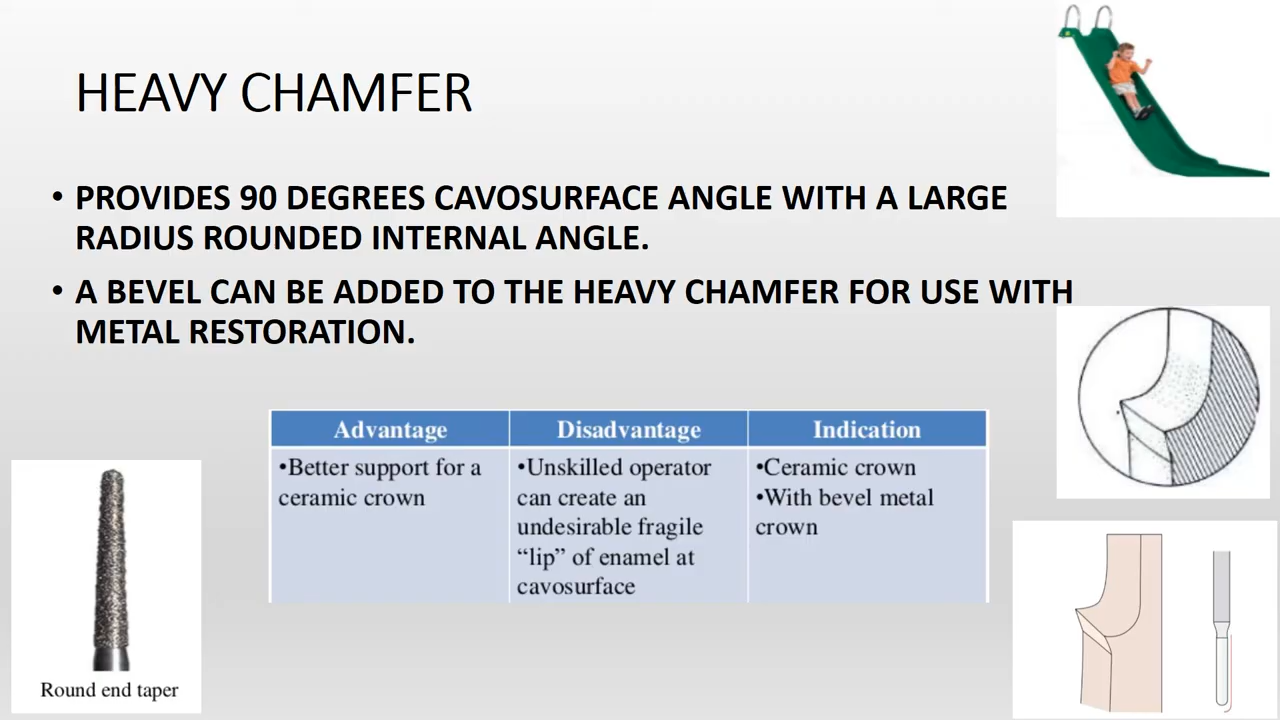 HEAVY CHAMFER
• PROVIDES 90 DEGREES CAVOSURFACE ANGLE WITH A LARGE
RADIUS ROUNDED INTERNAL ANGLE.
• A BEVEL CAN BE ADDED TO THE HEAVY CHAMFER FOR USE WITH
METAL RESTORATION.
Advantage Disadvantage Indication
•Better support for a
ceramic crown
•Unskilled operator
can create an
undesirable fragile
“lip” of enamel at
cavosurface
•Ceramic crown
•With bevel metal
crown
Round end taper